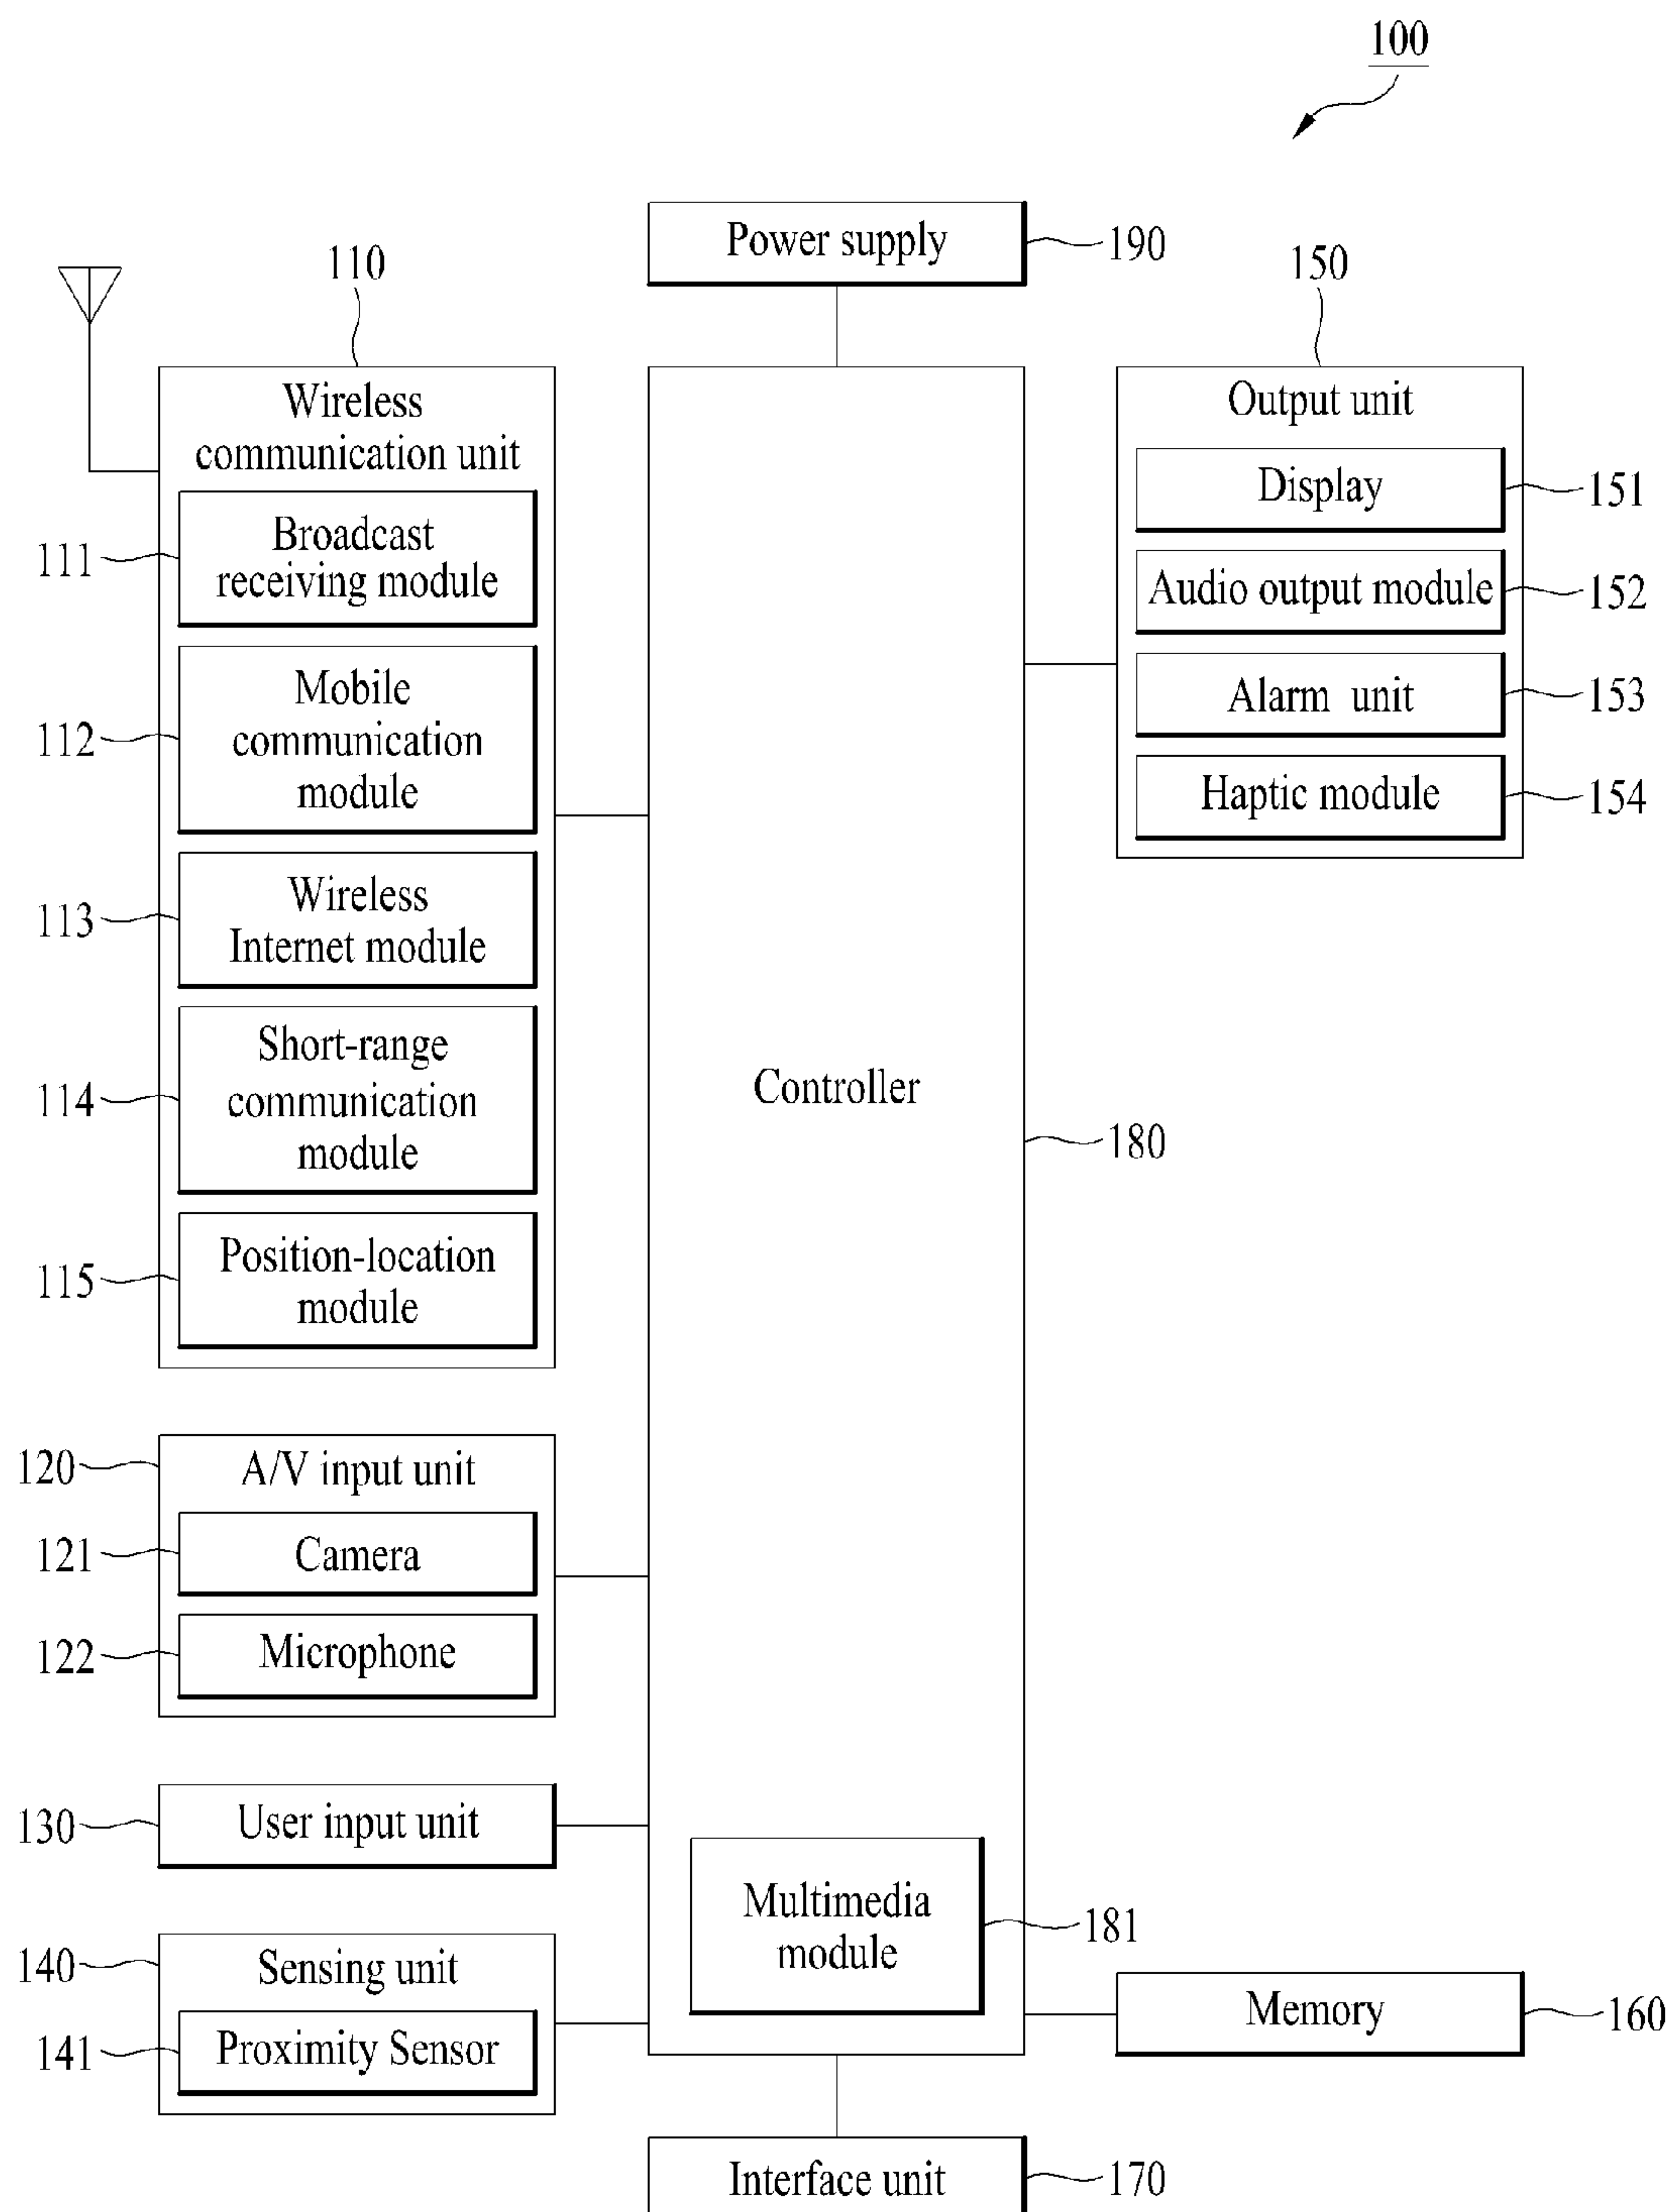 100
Power supply
190
110
Wireless
communication unit
111
Broadcast
receiving module
112
Mobile
communication
module
113
Wireless
Internet module
114
Short-range
communication
module
115
Position-location
module
120
A/V input unit
121
Camera
122
Microphone
130
User input unit
140
Sensing unit
141
Proximity Sensor
Controller
180
Multimedia
module
181
150
Output unit
Display
151
Audio output module
152
Alarm unit
153
Haptic module
154
Memory
160
Interface unit
170